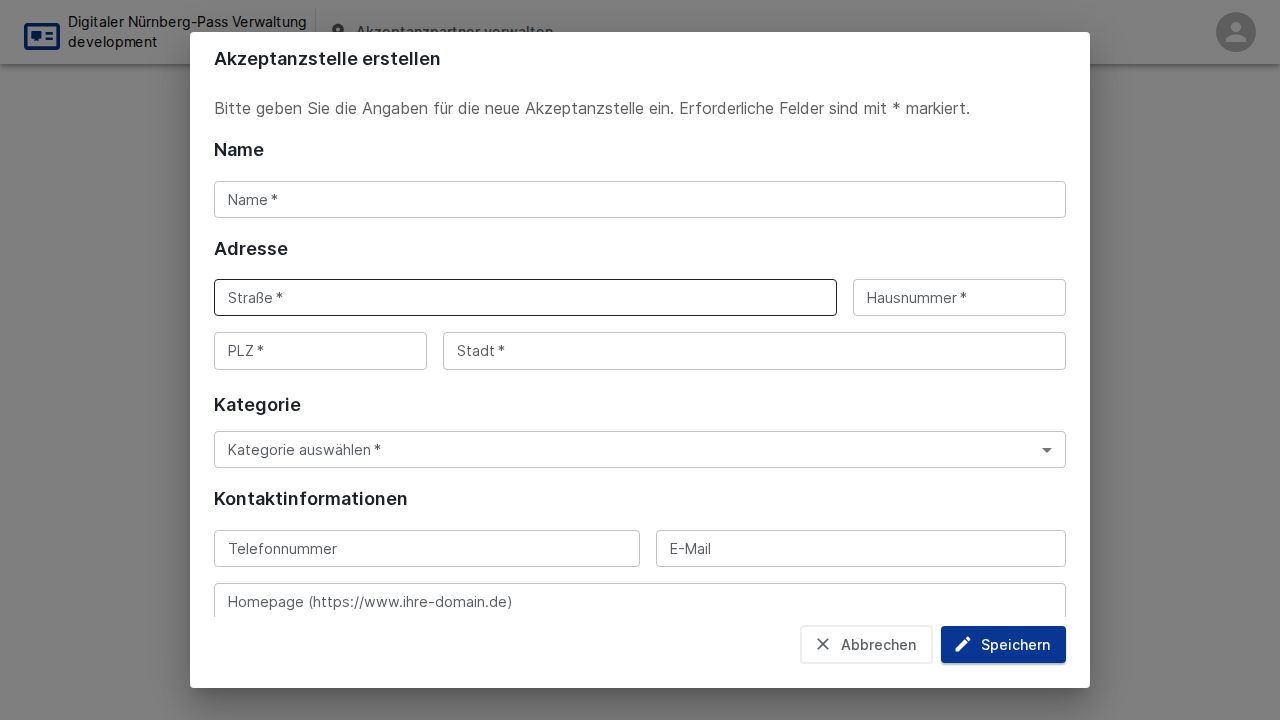 Digitaler Nürnberg-Pass Verwaltung
development
Akzeptanzpartner verwalten
Akzeptanzstelle erstellen
Bitte geben Sie die Angaben für die neue Akzeptanzstelle ein. Erforderliche Felder sind mit * markiert.
Name
Name *
Adresse
Straße *
Hausnummer *
PLZ *
Stadt *
Kategorie
Kategorie auswählen *
Kontaktinformationen
Telefonnummer
E-Mail
Homepage (https://www.ihre-domain.de)
Abbrechen
Speichern